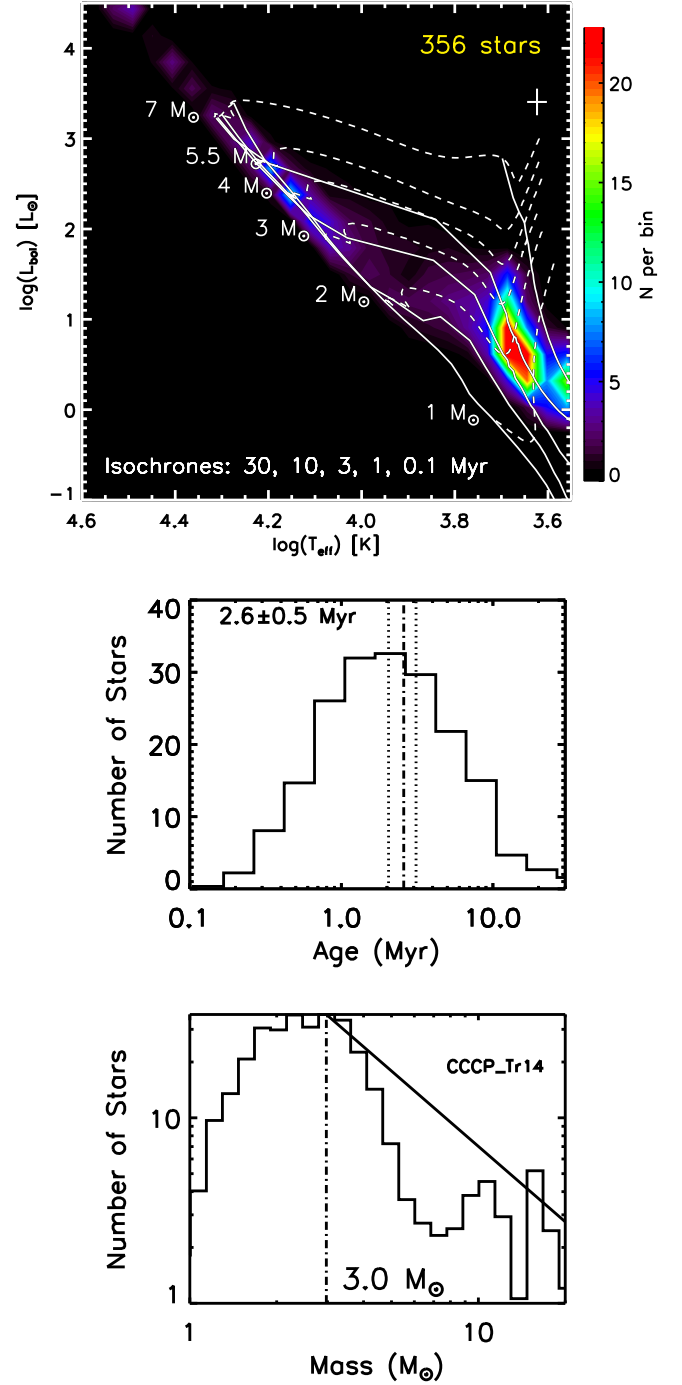 356 stars
7 M⊙
5.5 M⊙
4 M⊙
3 M⊙
2 M⊙
1 M⊙
Isochrones: 30, 10, 3, 1, 0.1 Myr
4
3
2
1
0
-1
log(Lbol) [L⊙]
4.6 4.4 4.2 4.0 3.8 3.6
log(Teff) [K]
20
15
10
5
0
N per bin
2.6±0.5 Myr
40
30
20
10
0
Number of Stars
0.1 1.0 10.0
Age (Myr)
CCCP_Tr14
10
1
Number of Stars
3.0 M⊙
1 10
Mass (M⊙)